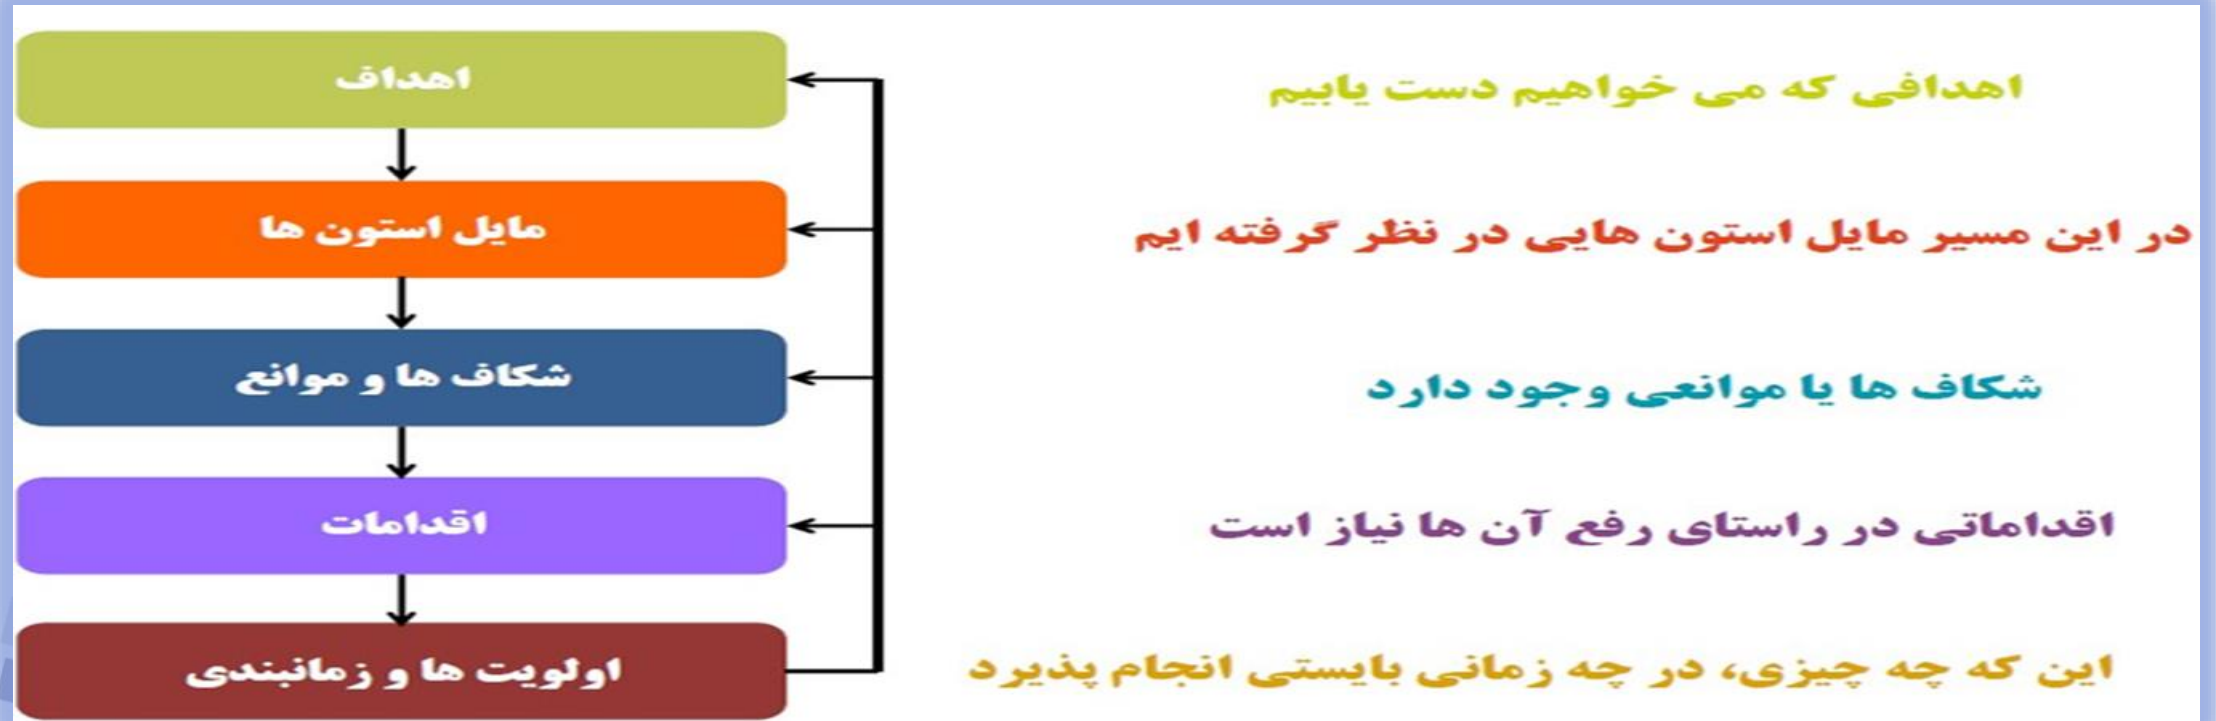 اهداف
اهدافی که می خواهیم دست یابیم
مایل استون ها
در این مسیر مایل استون هایی در نظر گرفته ایم
شکاف ها و موانع
شکاف ها یا موانعی وجود دارد
اقدامات
اقداماتی در راستای رفع آن ها نیاز است
اولویت ها و زمانبندی
این که چه چیزی، در چه زمانی بایستی انجام پذیرد